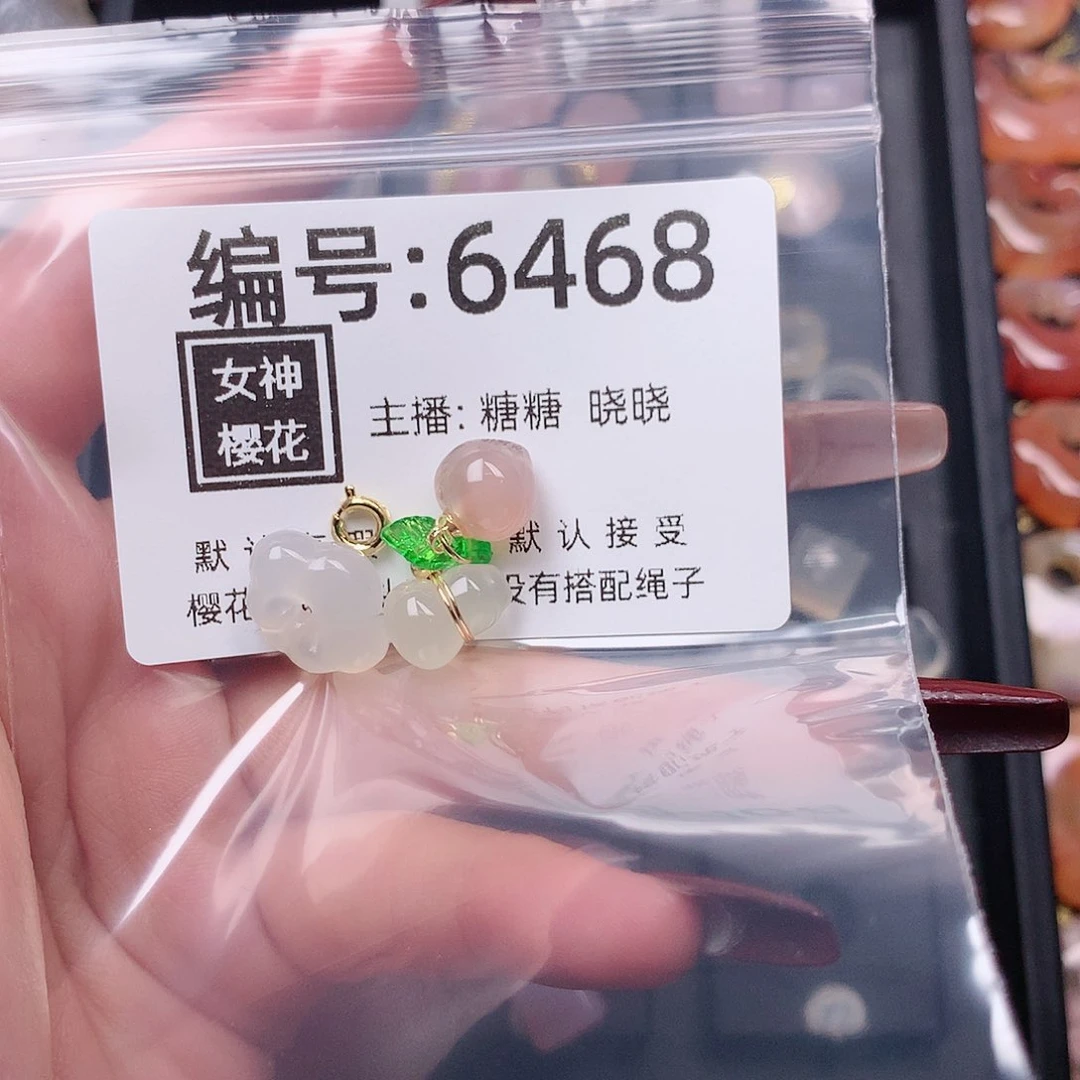 编号:6468
女神
樱花
主播: 糖糖 晓晓
默 默认接受
樱花 没有搭配绳子